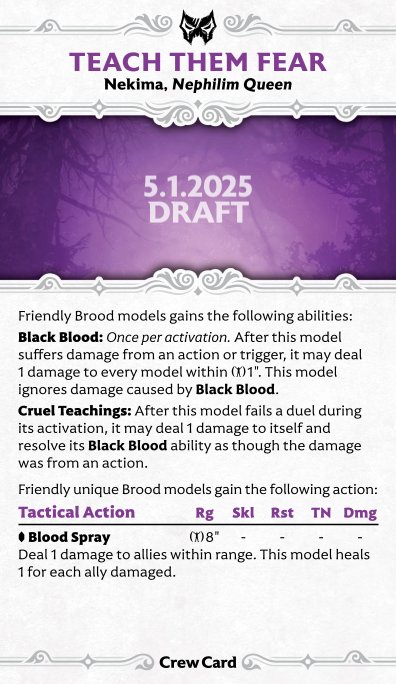 TEACH THEM FEAR
Nekima, Nephilim Queen
5.1.2025
DRAFT
Friendly Brood models gains the following abilities:
Black Blood: Once per activation. After this model
suffers damage from an action or trigger, it may deal
1 damage to every model within 1". This model
ignores damage caused by Black Blood.
Cruel Teachings: After this model fails a duel during
its activation, it may deal 1 damage to itself and
resolve its Black Blood ability as though the damage
was from an action.
Friendly unique Brood models gain the following action:
Tactical Action Rg Skl Rst TN Dmg
Blood Spray 8" - - - -
Deal 1 damage to allies within range. This model heals
1 for each ally damaged.
Crew Card